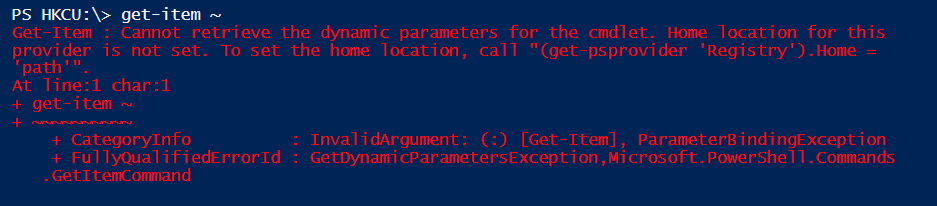 PS HKCU:\> get-item ~
Get-Item : Cannot retrieve the dynamic parameters for the cmdlet. Home location for this
provider is not set. To set the home location, call "(get-psprovider 'Registry').Home =
'path'".
At line:1 char:1
+ get-item ~
+ ~~~~~~~~~~
    + CategoryInfo          : InvalidArgument: (:) [Get-Item], ParameterBindingException
    + FullyQualifiedErrorId : GetDynamicParametersException,Microsoft.PowerShell.Commands
   .GetItemCommand